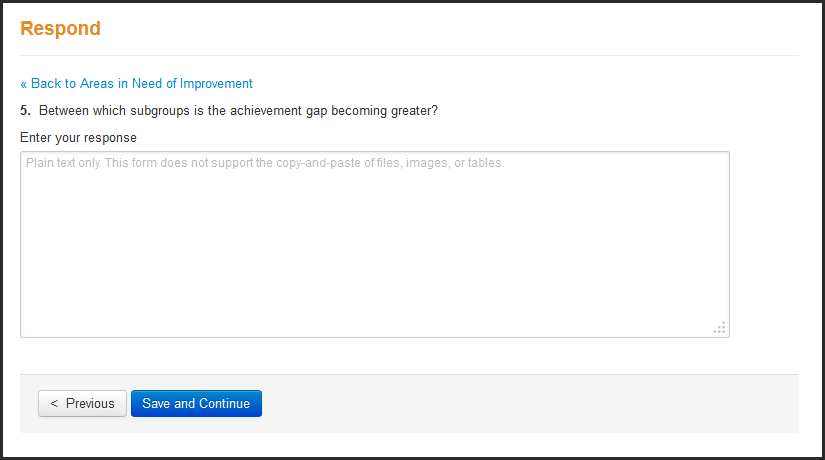 Respond
« Back to Areas in Need of Improvement
5. Between which subgroups is the achievement gap becoming greater?
Enter your response
Plain text only. This form does not support the copy-and-paste of files, images, or tables.
< Previous Save and Continue